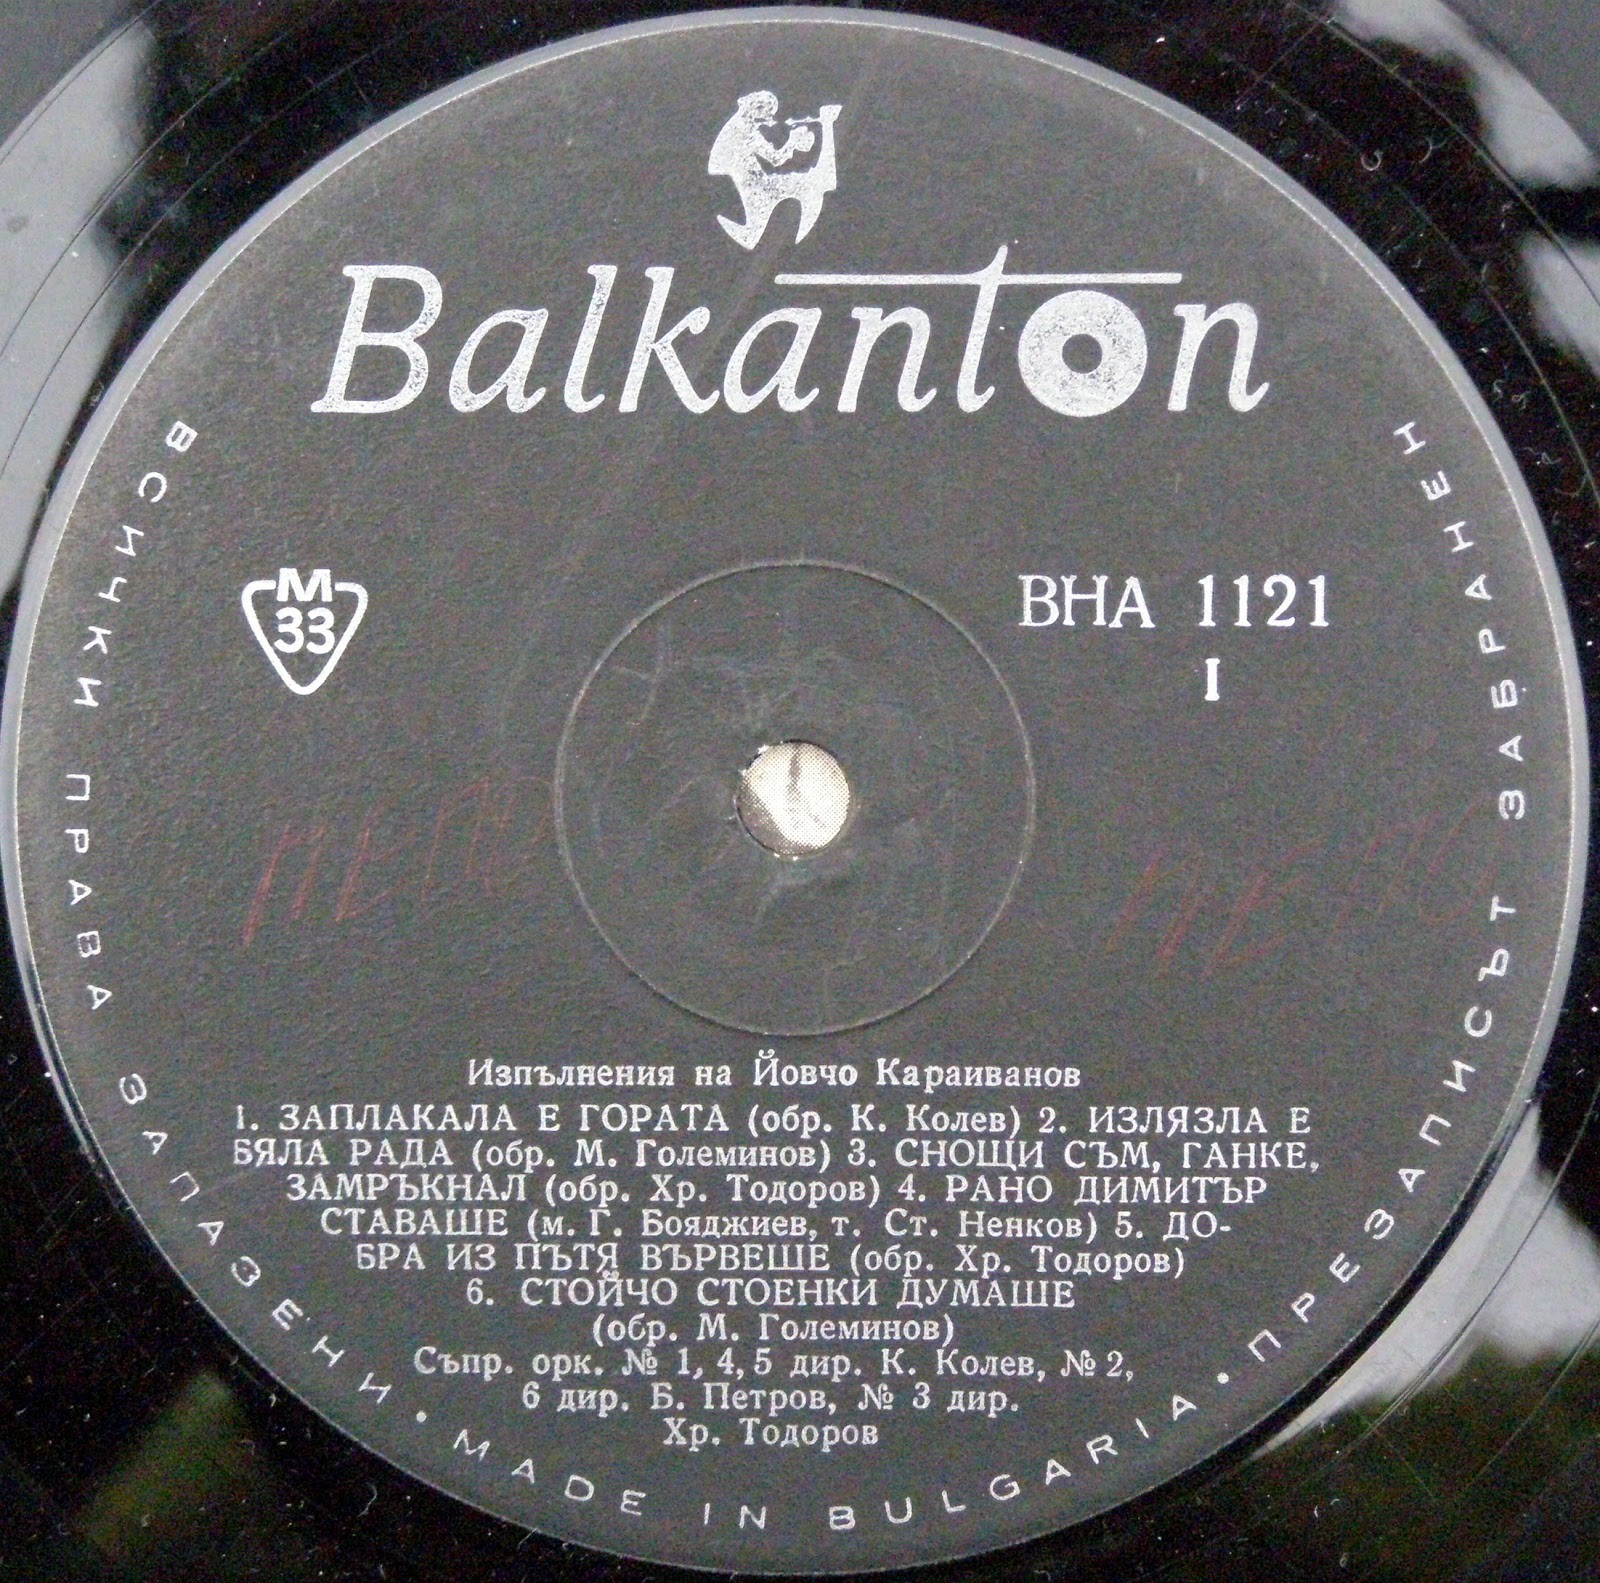 Balkanton
M
33
ВНА 1121
I
Изпълнения на Йовчо Караиванов
1. ЗАПЛАКАЛА Е ГОРАТА (обр. К. Колев) 2. ИЗЛЯЗЛА Е
БЯЛА РАДА (обр. М. Големинов) 3. СНОЩИ СЪМ, ГАНКЕ,
ЗАМРЪКНАЛ (обр. Хр. Тодоров) 4. РАНО ДИМИТЪР
СТАВАШЕ (м. Г. Бояджиев, т. Ст. Ненков) 5. ДО-
БРА ИЗ ПЪТЯ ВЪРВЕШЕ (обр. Хр. Тодоров)
6. СТОЙЧО СТОЕНКИ ДУМАШЕ
(обр. М. Големинов)
Съпр. орк. № 1, 4, 5 дир. К. Колев, № 2,
6 дир. Б. Петров, № 3 дир.
Хр. Тодоров
ВСИЧКИ ПРАВА ЗАПАЗЕНИ • MADE IN BULGARIA • ПРЕЗАПИСЪТ ЗАБРАНЕН